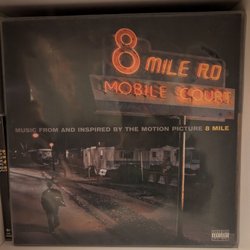 8 MILE RD
MOBILE COURT
MUSIC FROM AND INSPIRED BY THE MOTION PICTURE 8 MILE